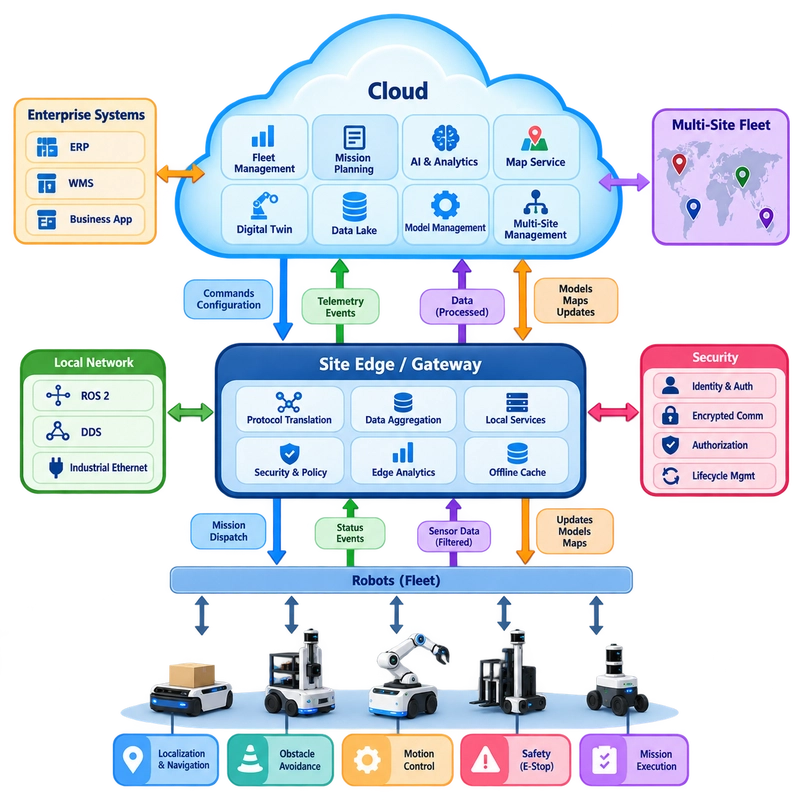 Cloud
Enterprise Systems
ERP
WMS
Business App
Fleet
Management
Mission
Planning
AI & Analytics
Map Service
Digital Twin
Data Lake
Model Management
Multi-Site
Management
Multi-Site Fleet
Commands
Configuration
Telemetry
Events
Data
(Processed)
Models
Maps
Updates
Local Network
ROS 2
DDS
Industrial Ethernet
Site Edge / Gateway
Protocol Translation
Data Aggregation
Local Services
Security & Policy
Edge Analytics
Offline Cache
Security
Identity & Auth
Encrypted Comm
Authorization
Lifecycle Mgmt
Mission
Dispatch
Status
Events
Sensor Data
(Filtered)
Updates
Models
Maps
Robots (Fleet)
Localization
& Navigation
Obstacle
Avoidance
Motion
Control
Safety
(E-Stop)
Mission
Execution